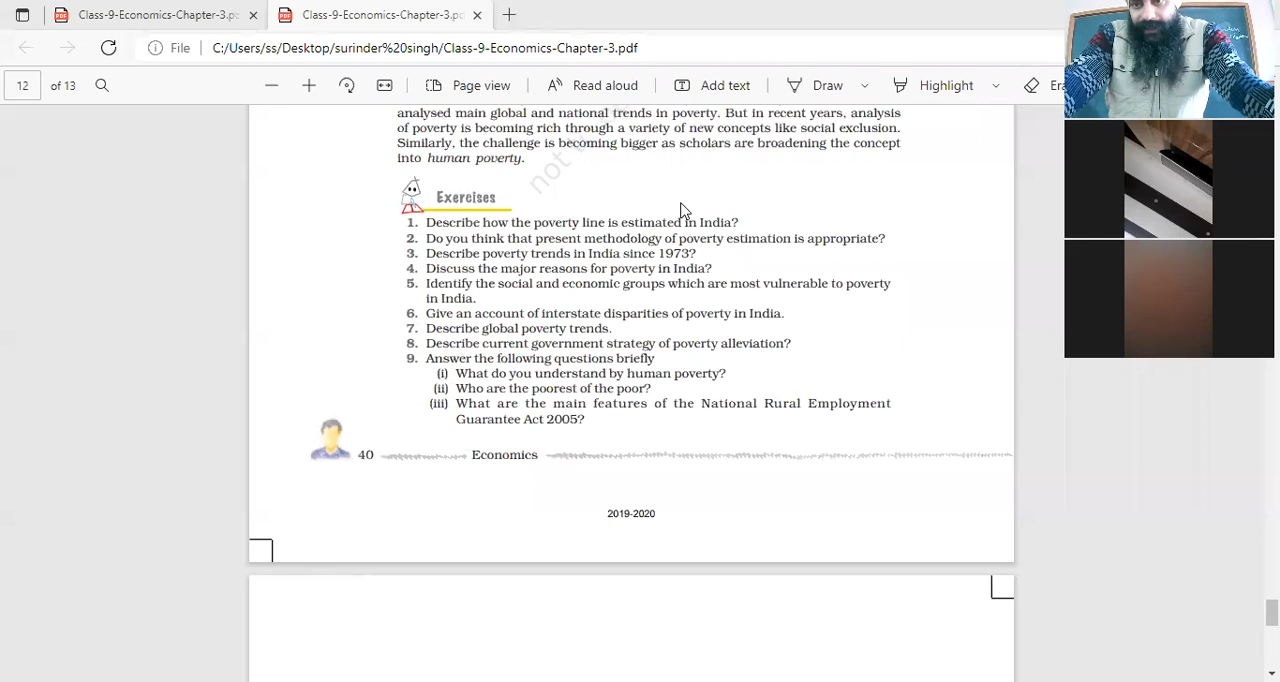 Class-9-Economics-Chapter-3.pd
Class-9-Economics-Chapter-3.pd
File C:/Users/ss/Desktop/surinder%20singh/Class-9-Economics-Chapter-3.pdf
12 of 13 Page view Read aloud Add text Draw Highlight Era
analysed main global and national trends in poverty. But in recent years, analysis
of poverty is becoming rich through a variety of new concepts like social exclusion.
Similarly, the challenge is becoming bigger as scholars are broadening the concept
into human poverty.
not
Exercises
1. Describe how the poverty line is estimated in India?
2. Do you think that present methodology of poverty estimation is appropriate?
3. Describe poverty trends in India since 1973?
4. Discuss the major reasons for poverty in India?
5. Identify the social and economic groups which are most vulnerable to poverty
in India.
6. Give an account of interstate disparities of poverty in India.
7. Describe global poverty trends.
8. Describe current government strategy of poverty alleviation?
9. Answer the following questions briefly
(i) What do you understand by human poverty?
(ii) Who are the poorest of the poor?
(iii) What are the main features of the National Rural Employment
Guarantee Act 2005?
40 Economics
2019-2020